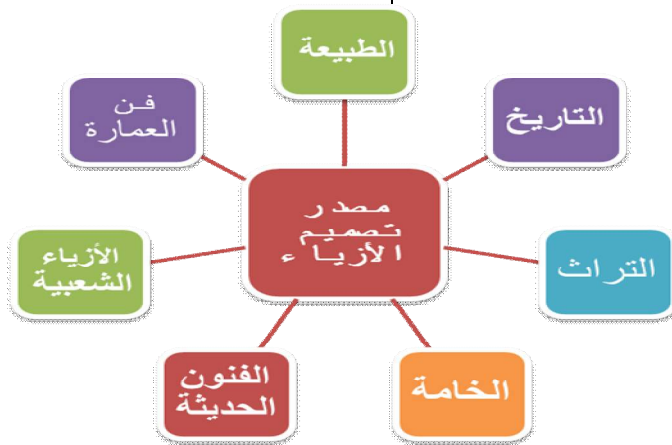 الطبيعة
التاريخ
التراث
الخامة
الفنون
الحديثة
الأزياء
الشعبية
فن
العمارة
مصدر
تصميم
الأزياء